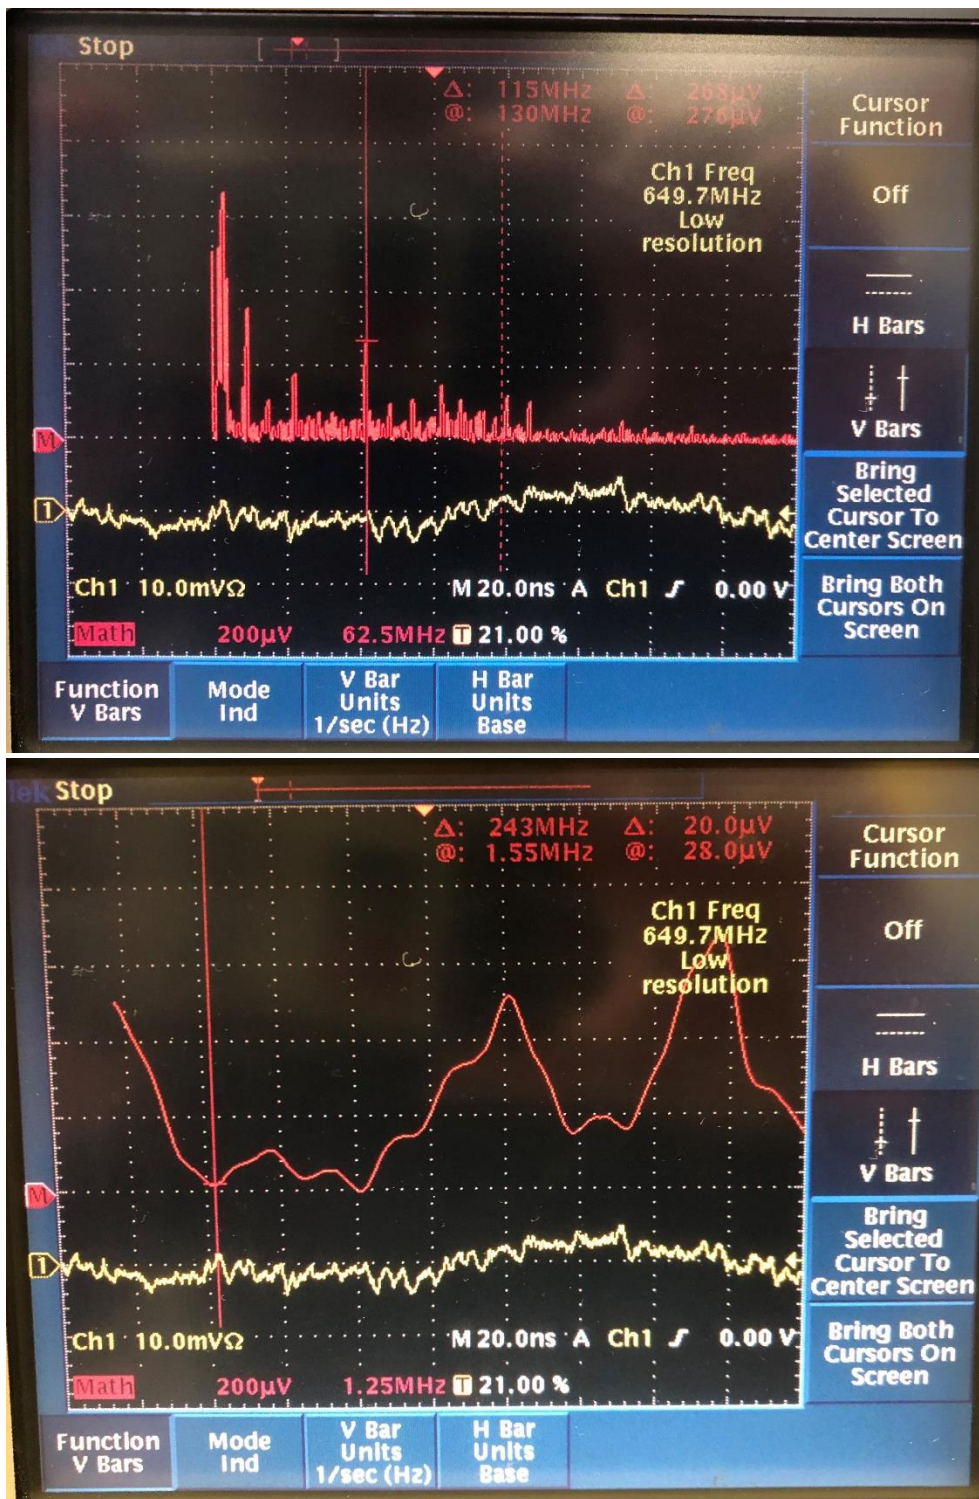 Stop
Δ: 115MHz Δ: 268µV
@: 130MHz @: 276µV
Ch1 Freq
649.7MHz
Low
resolution
Cursor
Function
Off
H Bars
V Bars
Bring
Selected
Cursor To
Center Screen
Bring Both
Cursors On
Screen
M
1
Ch1 10.0mVΩ M 20.0ns A Ch1 ƒ 0.00 V
Math 200µV 62.5MHz T 21.00 %
Function
V Bars
Mode
Ind
V Bar
Units
1/sec (Hz)
H Bar
Units
Base
Tek Stop
Δ: 243MHz Δ: 20.0µV
@: 1.55MHz @: 28.0µV
Ch1 Freq
649.7MHz
Low
resolution
Cursor
Function
Off
H Bars
V Bars
Bring
Selected
Cursor To
Center Screen
Bring Both
Cursors On
Screen
M
1
Ch1 10.0mVΩ M 20.0ns A Ch1 ƒ 0.00 V
Math 200µV 1.25MHz T 21.00 %
Function
V Bars
Mode
Ind
V Bar
Units
1/sec (Hz)
H Bar
Units
Base